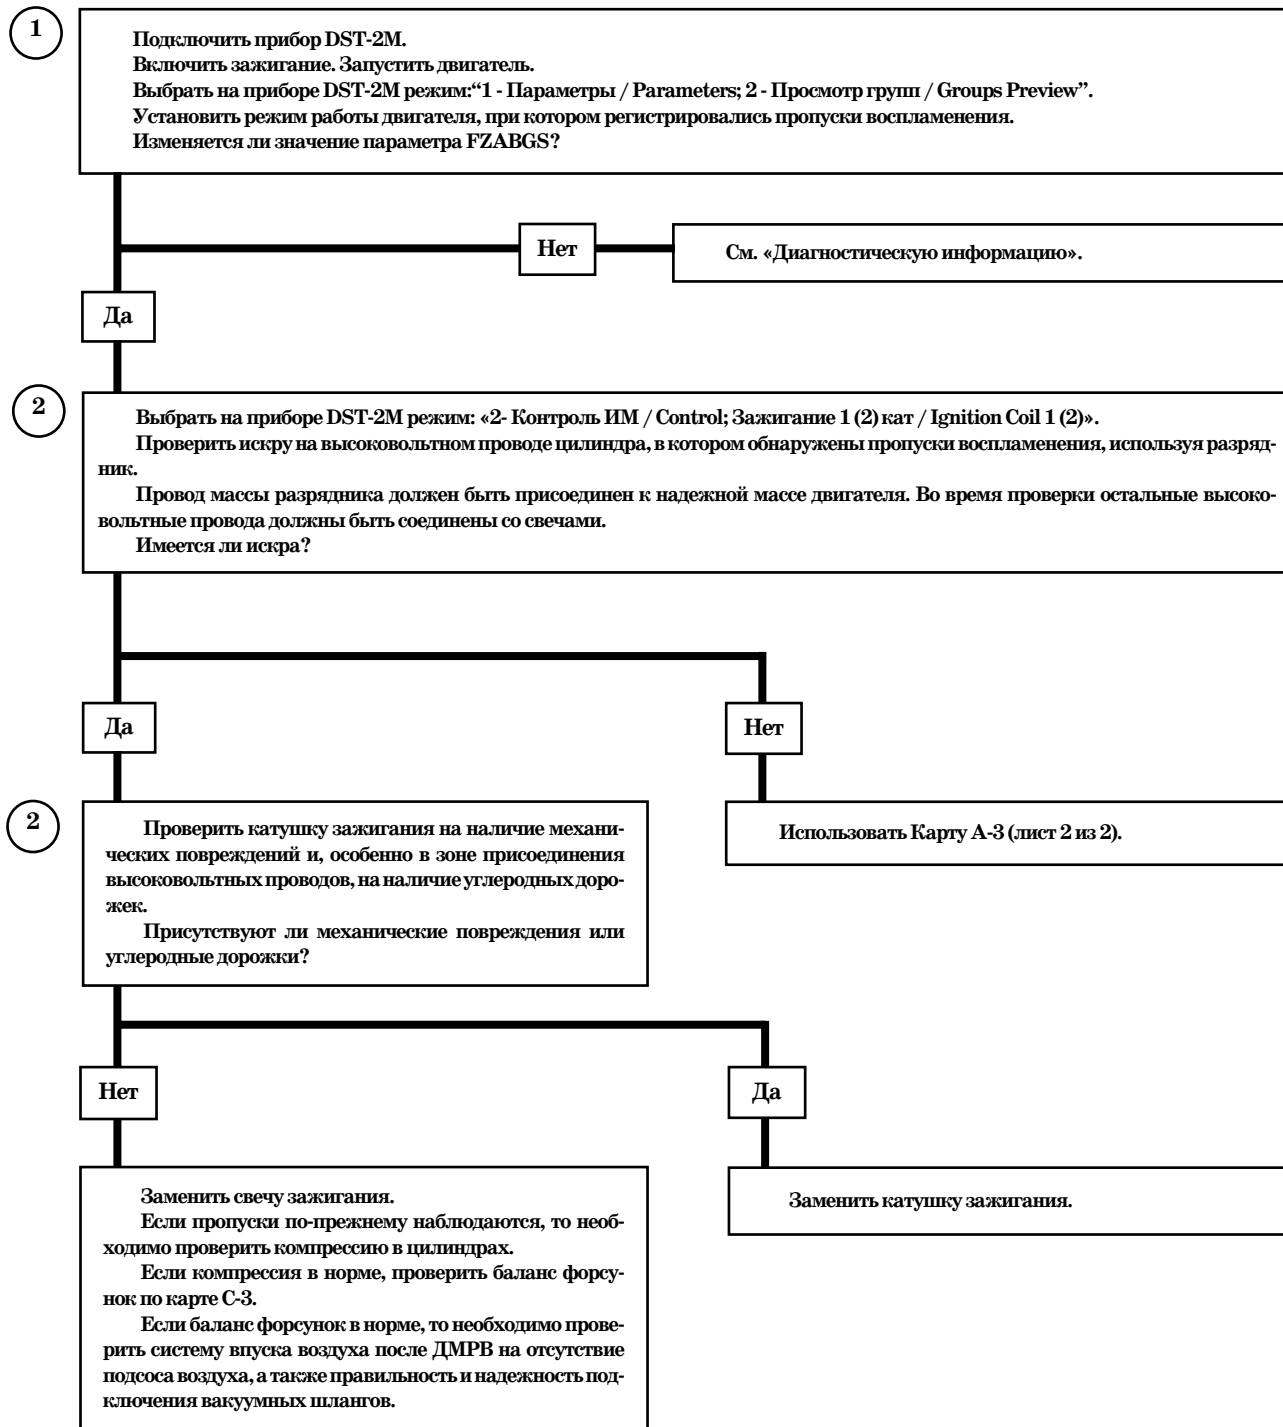 1
Подключить прибор DST-2M.
Включить зажигание. Запустить двигатель.
Выбрать на приборе DST-2M режим:“1 - Параметры / Parameters; 2 - Просмотр групп / Groups Preview”.
Установить режим работы двигателя, при котором регистрировались пропуски воспламенения.
Изменяется ли значение параметра FZABGS?
Нет
См. «Диагностическую информацию».
Да
2
Выбрать на приборе DST-2M режим: «2- Контроль ИМ / Control; Зажигание 1 (2) кат / Ignition Coil 1 (2)».
Проверить искру на высоковольтном проводе цилиндра, в котором обнаружены пропуски воспламенения, используя разряд-
ник.
Провод массы разрядника должен быть присоединен к надежной массе двигателя. Во время проверки остальные высоко-
вольтные провода должны быть соединены со свечами.
Имеется ли искра?
Да
Нет
2
Проверить катушку зажигания на наличие механи-
ческих повреждений и, особенно в зоне присоединения
высоковольтных проводов, на наличие углеродных доро-
жек.
Присутствуют ли механические повреждения или
углеродные дорожки?
Использовать Карту А-3 (лист 2 из 2).
Нет
Да
Заменить свечу зажигания.
Если пропуски по-прежнему наблюдаются, то необ-
ходимо проверить компрессию в цилиндрах.
Если компрессия в норме, проверить баланс форсу-
нок по карте С-3.
Если баланс форсунок в норме, то необходимо прове-
рить систему впуска воздуха после ДМРВ на отсутствие
подсоса воздуха, а также правильность и надежность под-
ключения вакуумных шлангов.
Заменить катушку зажигания.